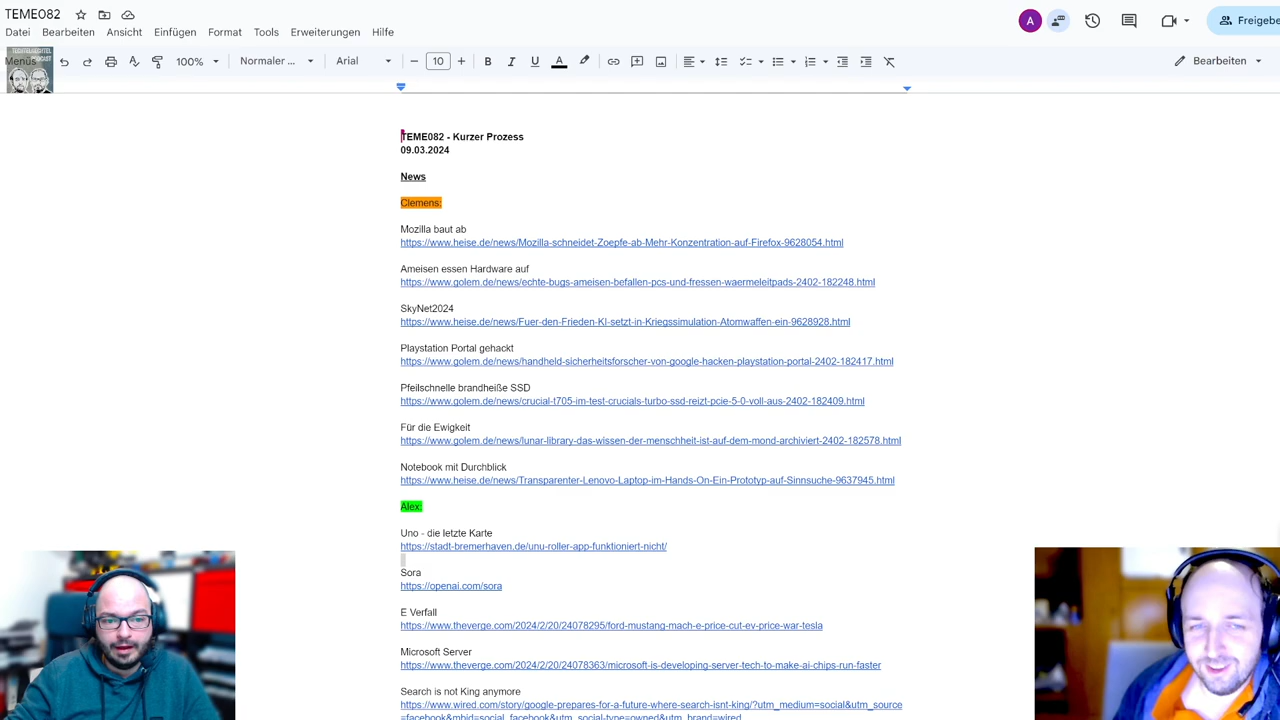 TEME082
Datei Bearbeiten Ansicht Einfügen Format Tools Erweiterungen Hilfe
A
Freigebe
Menüs
100% Normaler ... Arial 10 B I U A Bearbeiten
TEME082 - Kurzer Prozess
09.03.2024
News
Clemens:
Mozilla baut ab
https://www.heise.de/news/Mozilla-schneidet-Zoepfe-ab-Mehr-Konzentration-auf-Firefox-9628054.html
Ameisen essen Hardware auf
https://www.golem.de/news/echte-bugs-ameisen-befallen-pcs-und-fressen-waermeleitpads-2402-182248.html
SkyNet2024
https://www.heise.de/news/Fuer-den-Frieden-KI-setzt-in-Kriegssimulation-Atomwaffen-ein-9628928.html
Playstation Portal gehackt
https://www.golem.de/news/handheld-sicherheitsforscher-von-google-hacken-playstation-portal-2402-182417.html
Pfeilschnelle brandheiße SSD
https://www.golem.de/news/crucial-t705-im-test-crucials-turbo-ssd-reizt-pcie-5-0-voll-aus-2402-182409.html
Für die Ewigkeit
https://www.golem.de/news/lunar-library-das-wissen-der-menschheit-ist-auf-dem-mond-archiviert-2402-182578.html
Notebook mit Durchblick
https://www.heise.de/news/Transparenter-Lenovo-Laptop-im-Hands-On-Ein-Prototyp-auf-Sinnsuche-9637945.html
Alex:
Uno - die letzte Karte
https://stadt-bremerhaven.de/unu-roller-app-funktioniert-nicht/
Sora
https://openai.com/sora
E Verfall
https://www.theverge.com/2024/2/20/24078295/ford-mustang-mach-e-price-cut-ev-price-war-tesla
Microsoft Server
https://www.theverge.com/2024/2/20/24078363/microsoft-is-developing-server-tech-to-make-ai-chips-run-faster
Search is not King anymore
https://www.wired.com/story/google-prepares-for-a-future-where-search-isnt-king/?utm_medium=social&utm_source
=facebook&mbid=social_facebook&utm_social-type=owned&utm_brand=wired